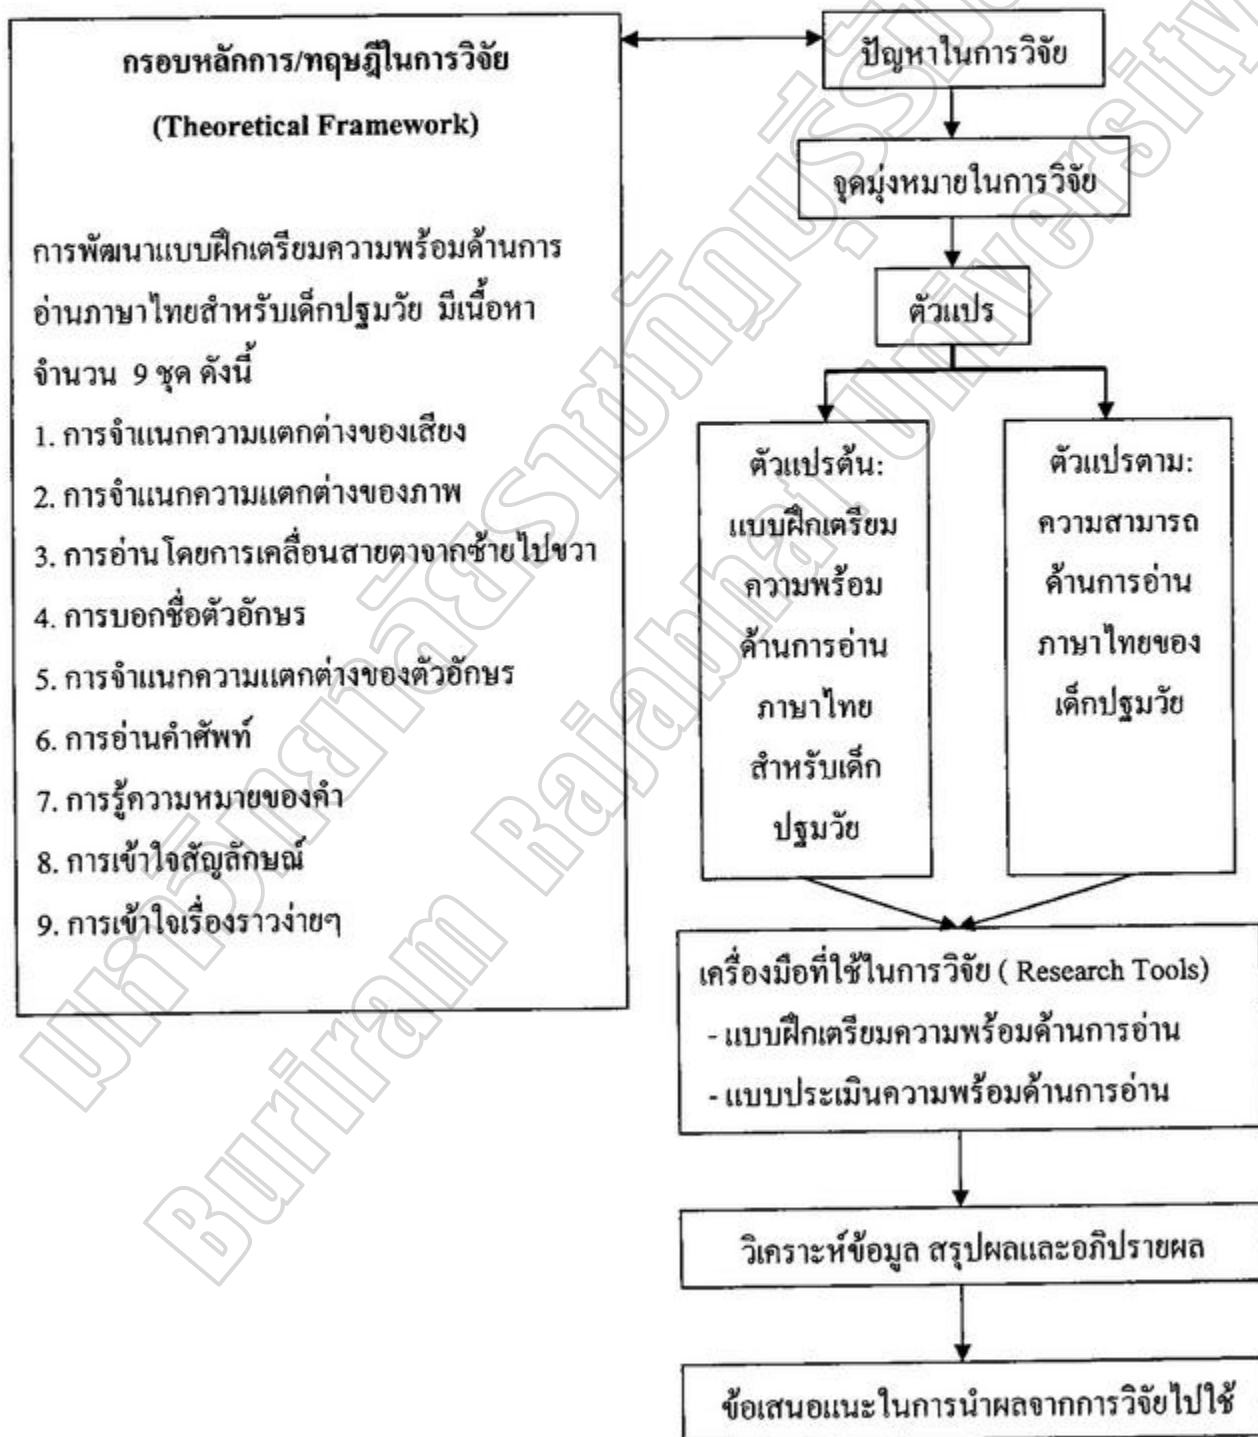 กรอบหลักการ/ทฤษฎีในการวิจัย
(Theoretical Framework)
การพัฒนาแบบฝึกเตรียมความพร้อมด้านการ
อ่านภาษาไทยสำหรับเด็กปฐมวัย มีเนื้อหา
จำนวน 9 ชุด ดังนี้
1. การจำแนกความแตกต่างของเสียง
2. การจำแนกความแตกต่างของภาพ
3. การอ่านโดยการเคลื่อนสายตาจากซ้ายไปขวา
4. การบอกชื่อตัวอักษร
5. การจำแนกความแตกต่างของตัวอักษร
6. การอ่านคำศัพท์
7. การรู้ความหมายของคำ
8. การเข้าใจสัญลักษณ์
9. การเข้าใจเรื่องราวง่ายๆ
ปัญหาในการวิจัย
จุดมุ่งหมายในการวิจัย
ตัวแปร
ตัวแปรต้น:
แบบฝึกเตรียม
ความพร้อม
ด้านการอ่าน
ภาษาไทย
สำหรับเด็ก
ปฐมวัย
ตัวแปรตาม:
ความสามารถ
ด้านการอ่าน
ภาษาไทยของ
เด็กปฐมวัย
เครื่องมือที่ใช้ในการวิจัย ( Research Tools)
- แบบฝึกเตรียมความพร้อมด้านการอ่าน
- แบบประเมินความพร้อมด้านการอ่าน
วิเคราะห์ข้อมูล สรุปผลและอภิปรายผล
ข้อเสนอแนะในการนำผลจากการวิจัยไปใช้
มหาวิทยาลัยราชภัฏบุรีรัมย์
Buriram Rajabhat University